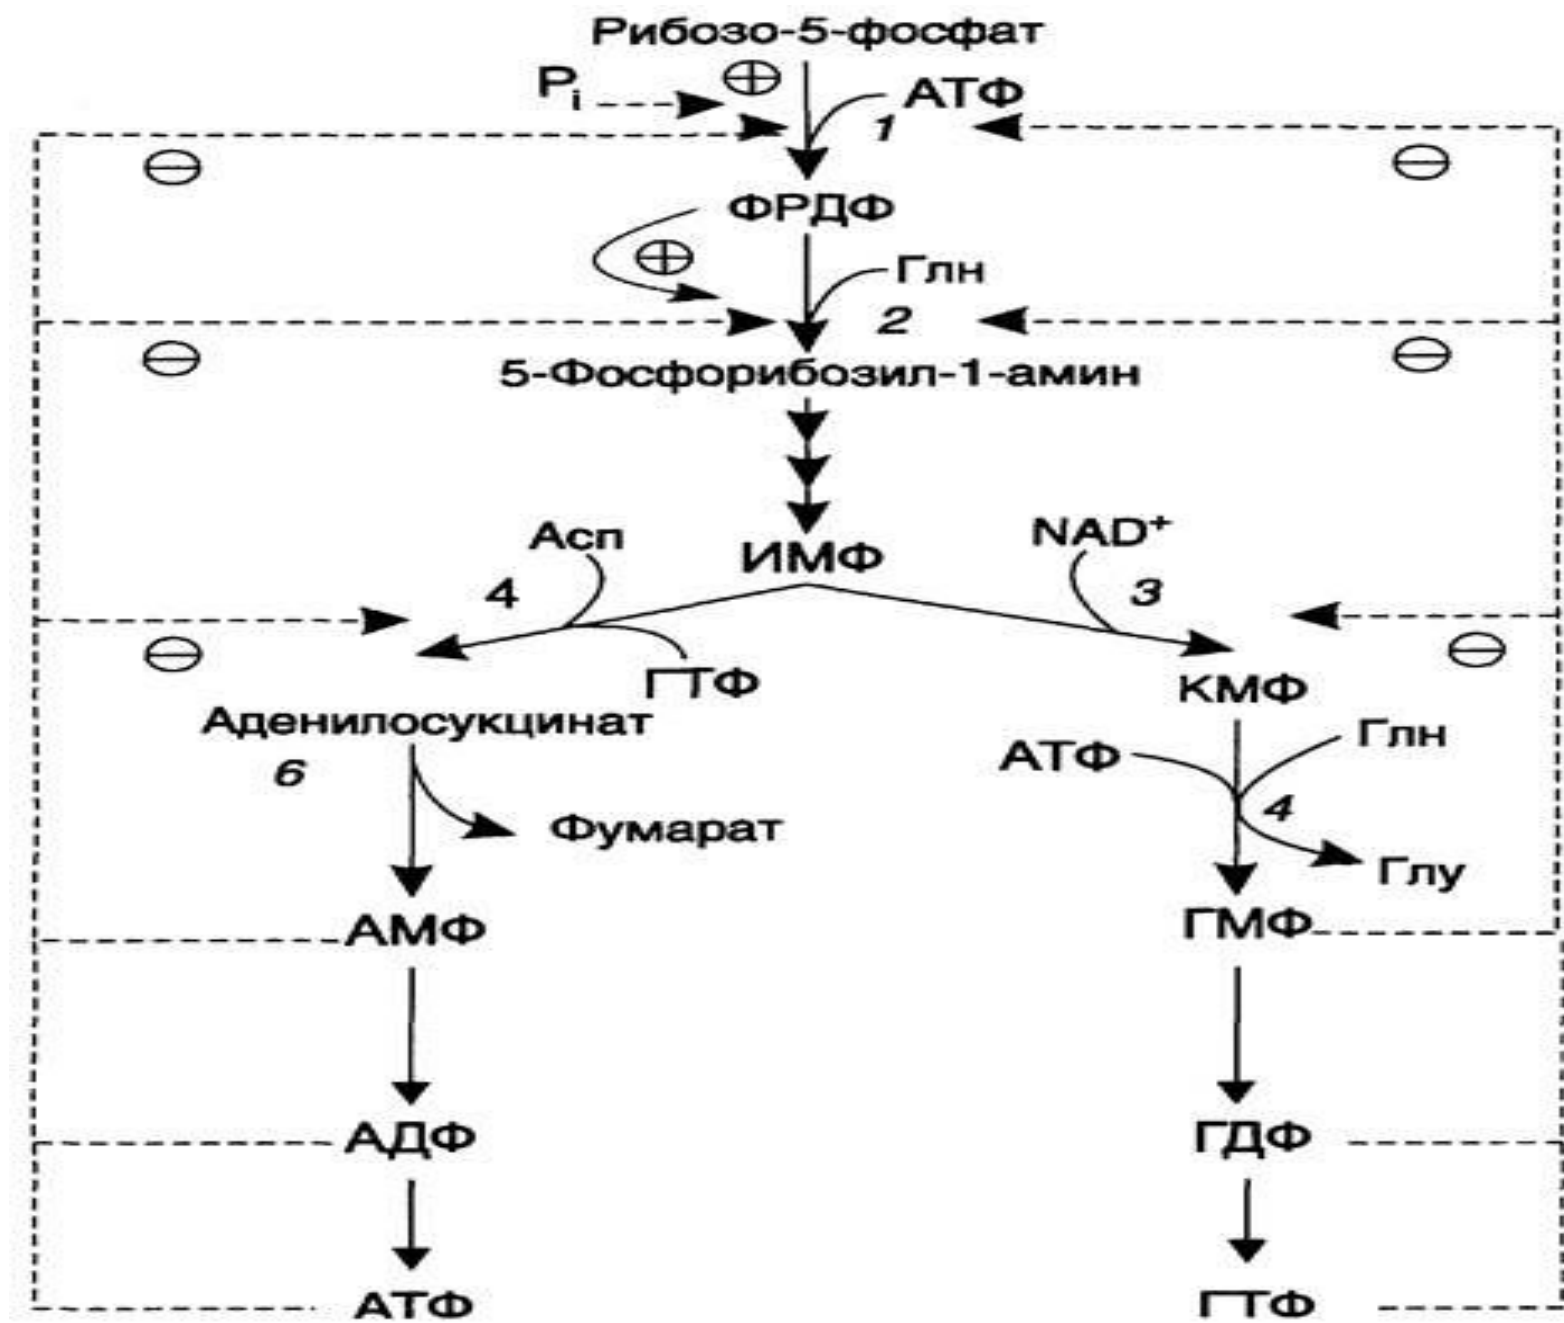 Рибозо-5-фосфат
Pi
АТФ
1
ФРДФ
Глн
2
5-Фосфорибозил-1-амин
Асп
ИМФ
NAD+
4
3
ГТФ
КМФ
Аденилосукцинат
Глн
АТФ
6
4
Фумарат
Глу
АМФ
ГМФ
АДФ
ГДФ
АТФ
ГТФ